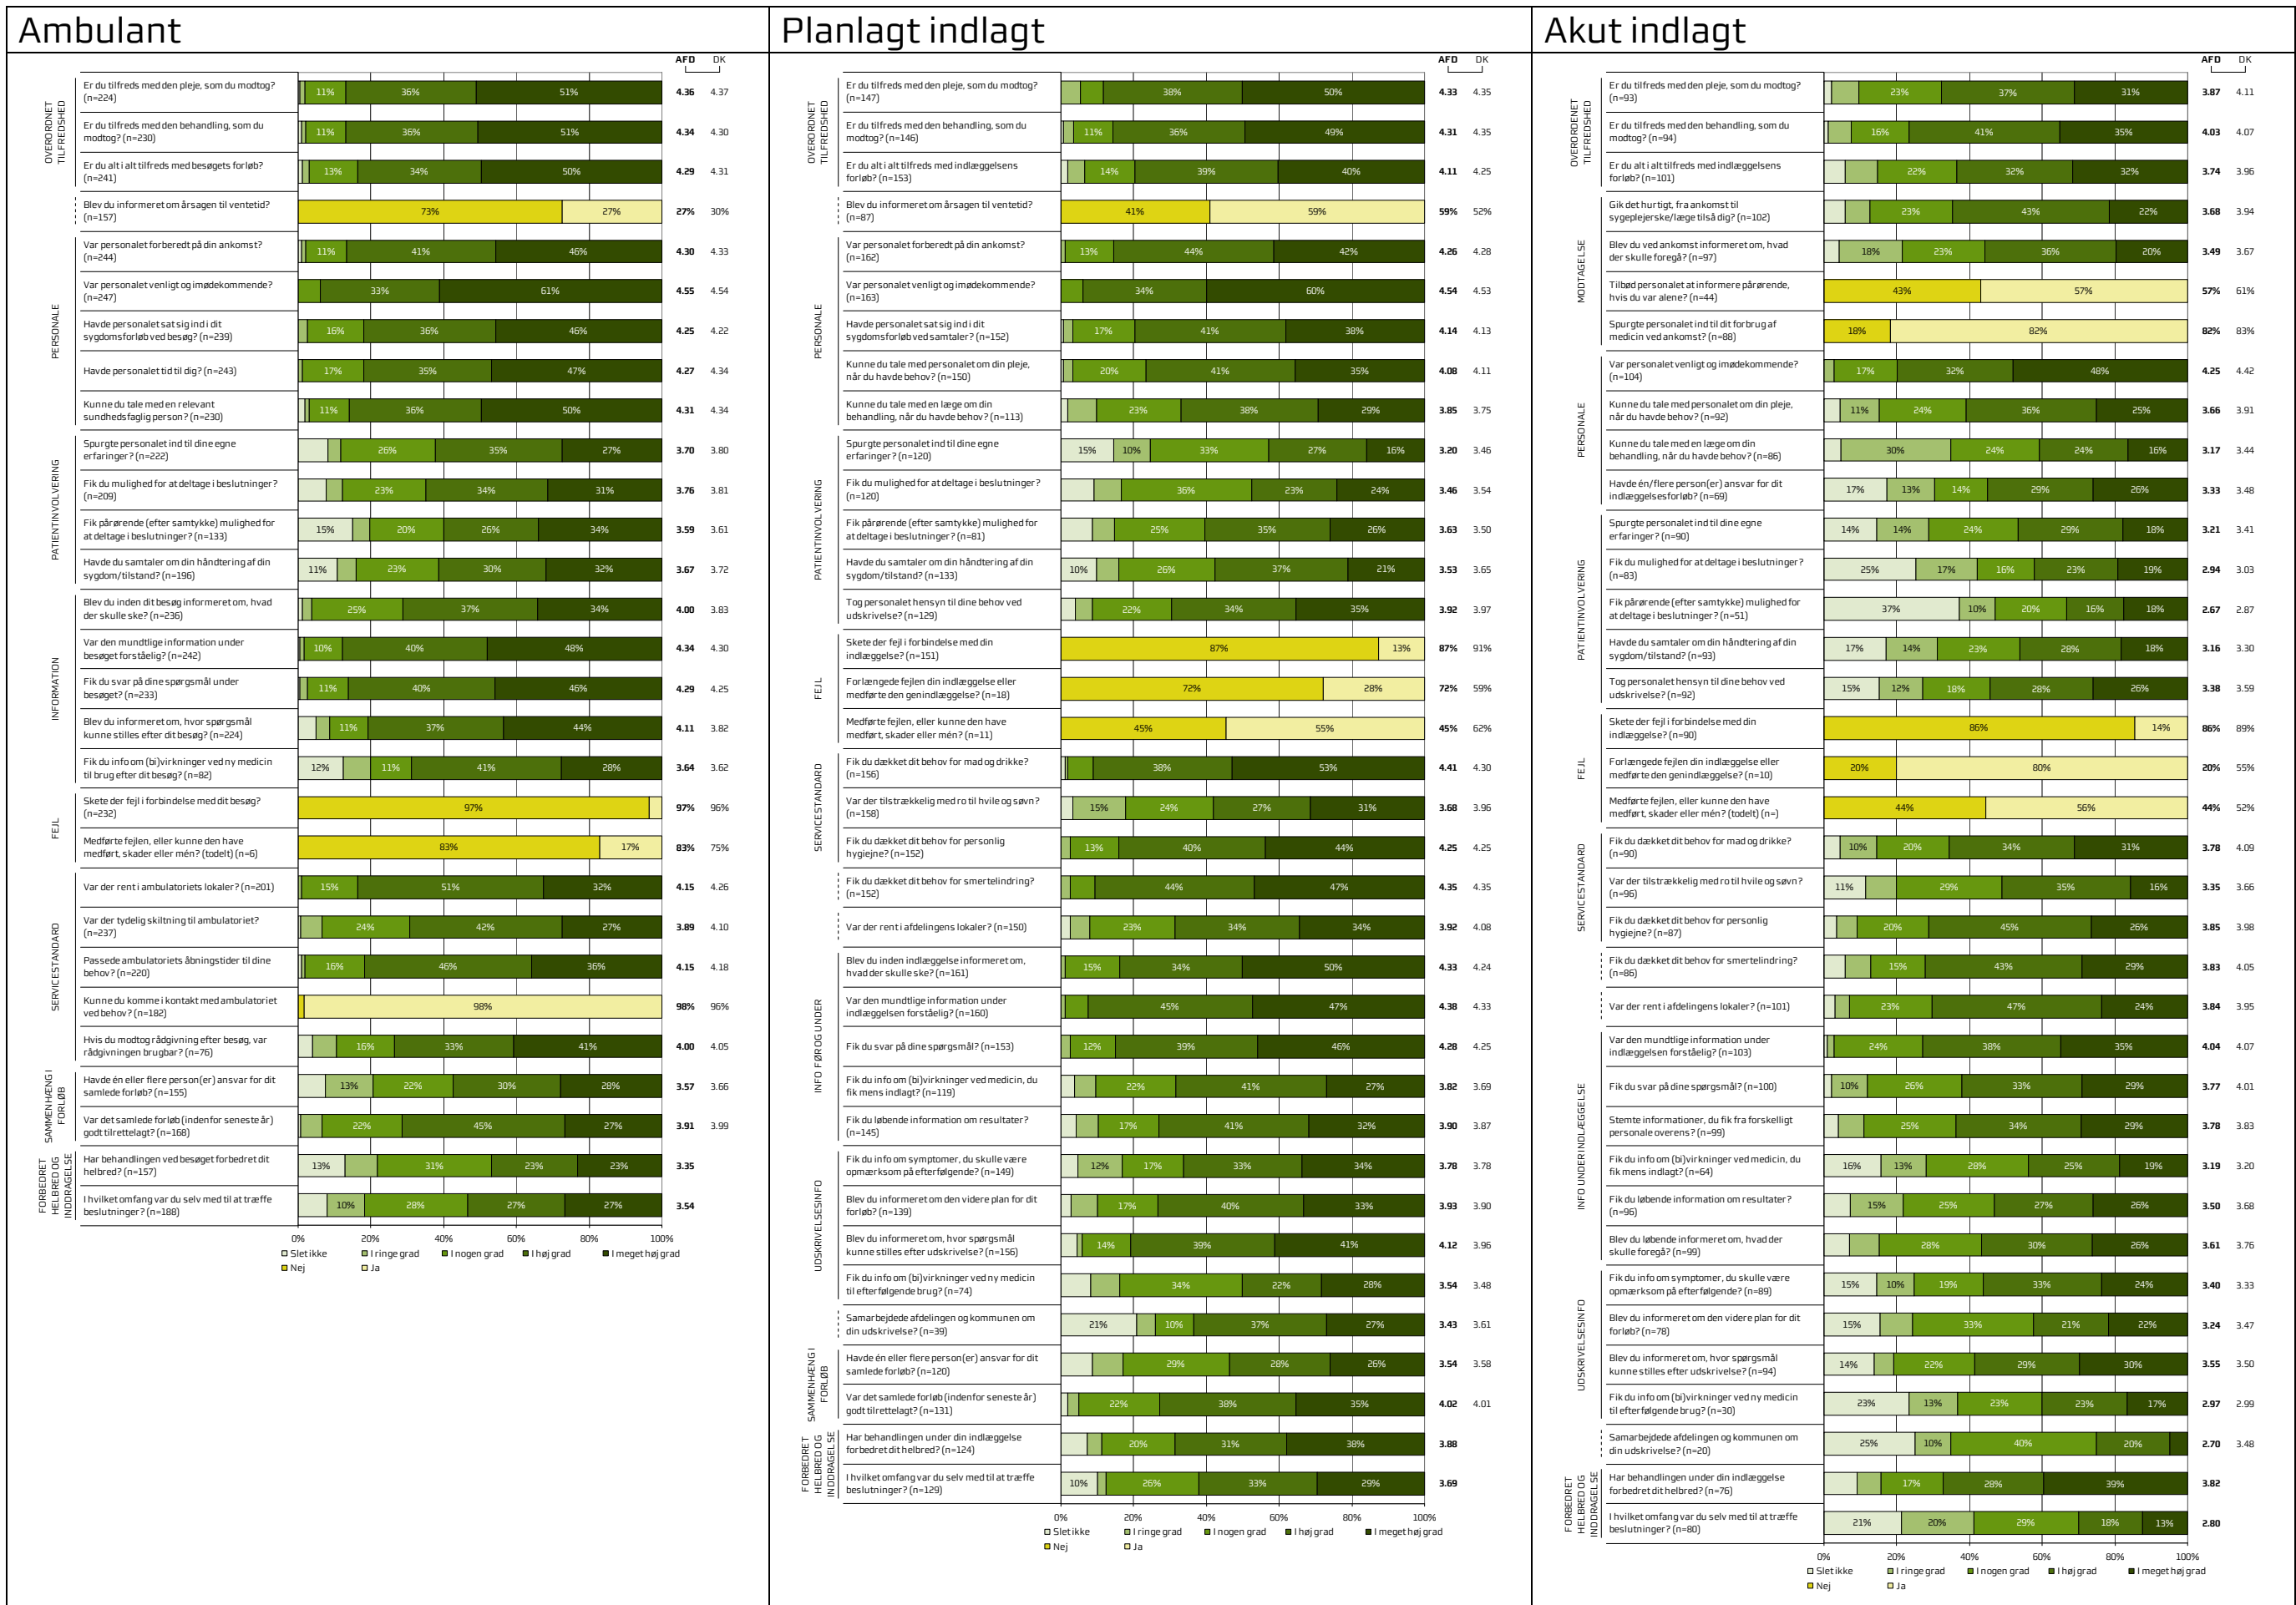 Ambulant
AFD DK
OVERORDNET
TILFREDSHED
Er du tilfreds med den pleje, som du modtog?
(n=224)
11% 36% 51% 4.36 4.37
Er du tilfreds med den behandling, som du
modtog? (n=230)
11% 36% 51% 4.34 4.30
Er du alt i alt tilfreds med besøgets forløb?
(n=241)
13% 34% 50% 4.29 4.31
Blev du informeret om årsagen til ventetid?
(n=157)
73% 27% 27% 30%
PERSONALE
Var personalet forberedt på din ankomst?
(n=244)
11% 41% 46% 4.30 4.33
Var personalet venligt og imødekommende?
(n=247)
33% 61% 4.55 4.54
Havde personalet sat sig ind i dit
sygdomsforløb ved besøg? (n=239)
16% 36% 46% 4.25 4.22
Havde personalet tid til dig? (n=243)
17% 35% 47% 4.27 4.34
Kunne du tale med en relevant
sundhedsfaglig person? (n=230)
11% 36% 50% 4.31 4.34
PATIENTINVOLVERING
Spurgte personalet ind til dine egne
erfaringer? (n=222)
26% 35% 27% 3.70 3.80
Fik du mulighed for at deltage i beslutninger?
(n=209)
23% 34% 31% 3.76 3.81
Fik pårørende (efter samtykke) mulighed for
at deltage i beslutninger? (n=133)
15% 20% 26% 34% 3.59 3.61
Havde du samtaler om din håndtering af din
sygdom/tilstand? (n=196)
11% 23% 30% 32% 3.67 3.72
INFORMATION
Blev du inden dit besøg informeret om, hvad
der skulle ske? (n=236)
25% 37% 34% 4.00 3.83
Var den mundtlige information under
besøget forståelig? (n=242)
10% 40% 48% 4.34 4.30
Fik du svar på dine spørgsmål under
besøget? (n=233)
11% 40% 46% 4.29 4.25
Blev du informeret om, hvor spørgsmål
kunne stilles efter dit besøg? (n=224)
11% 37% 44% 4.11 3.82
Fik du info om (bi)virkninger ved ny medicin
til brug efter dit besøg? (n=82)
12% 11% 41% 28% 3.64 3.62
FEJL
Skete der fejl i forbindelse med dit besøg?
(n=232)
97% 97% 96%
Medførte fejlen, eller kunne den have
medført, skader eller mén? (todelt) (n=6)
83% 17% 83% 75%
SERVICESTANDARD
Var der rent i ambulatoriets lokaler? (n=201)
15% 51% 32% 4.15 4.26
Var der tydelig skiltning til ambulatoriet?
(n=237)
24% 42% 27% 3.89 4.10
Passede ambulatoriets åbningstider til dine
behov? (n=220)
16% 46% 36% 4.15 4.18
Kunne du komme i kontakt med ambulatoriet
ved behov? (n=182)
98% 98% 96%
Hvis du modtog rådgivning efter besøg, var
rådgivningen brugbar? (n=76)
16% 33% 41% 4.00 4.05
SAMMENHÆNG I
FORLØB
Havde én eller flere person(er) ansvar for dit
samlede forløb? (n=155)
13% 22% 30% 28% 3.57 3.66
Var det samlede forløb (indenfor seneste år)
godt tilrettelagt? (n=168)
22% 45% 27% 3.91 3.99
FORBEDRET
HELBRED OG
INDDRAGELSE
Har behandlingen ved besøget forbedret dit
helbred? (n=157)
13% 31% 23% 23% 3.35
I hvilket omfang var du selv med til at træffe
beslutninger? (n=188)
10% 28% 27% 27% 3.54
0% 20% 40% 60% 80% 100%
Slet ikke I ringe grad I nogen grad I høj grad I meget høj grad
Nej Ja
Planlagt indlagt
AFD DK
OVERORDNET
TILFREDSHED
Er du tilfreds med den pleje, som du modtog?
(n=147)
38% 50% 4.33 4.35
Er du tilfreds med den behandling, som du
modtog? (n=146)
11% 36% 49% 4.31 4.35
Er du alt i alt tilfreds med indlæggelsens
forløb? (n=153)
14% 39% 40% 4.11 4.25
Blev du informeret om årsagen til ventetid?
(n=87)
41% 59% 59% 52%
PERSONALE
Var personalet forberedt på din ankomst?
(n=162)
13% 44% 42% 4.26 4.28
Var personalet venligt og imødekommende?
(n=163)
34% 60% 4.54 4.53
Havde personalet sat sig ind i dit
sygdomsforløb ved samtaler? (n=152)
17% 41% 38% 4.14 4.13
Kunne du tale med personalet om din pleje,
når du havde behov? (n=150)
20% 41% 35% 4.08 4.11
Kunne du tale med en læge om din
behandling, når du havde behov? (n=113)
23% 38% 29% 3.85 3.75
PATIENTINVOLVERING
Spurgte personalet ind til dine egne
erfaringer? (n=120)
15% 10% 33% 27% 16% 3.20 3.46
Fik du mulighed for at deltage i beslutninger?
(n=120)
36% 23% 24% 3.46 3.54
Fik pårørende (efter samtykke) mulighed for
at deltage i beslutninger? (n=81)
25% 35% 26% 3.63 3.50
Havde du samtaler om din håndtering af din
sygdom/tilstand? (n=133)
10% 26% 37% 21% 3.53 3.65
Tog personalet hensyn til dine behov ved
udskrivelse? (n=129)
22% 34% 35% 3.92 3.97
FEJL
Skete der fejl i forbindelse med din
indlæggelse? (n=151)
87% 13% 87% 91%
Forlængede fejlen din indlæggelse eller
medførte den genindlæggelse? (n=18)
72% 28% 72% 59%
Medførte fejlen, eller kunne den have
medført, skader eller mén? (n=11)
45% 55% 45% 62%
SERVICESTANDARD
Fik du dækket dit behov for mad og drikke?
(n=156)
38% 53% 4.41 4.30
Var der tilstrækkelig med ro til hvile og søvn?
(n=158)
15% 24% 27% 31% 3.68 3.96
Fik du dækket dit behov for personlig
hygiejne? (n=152)
13% 40% 44% 4.25 4.25
Fik du dækket dit behov for smertelindring?
(n=152)
44% 47% 4.35 4.35
Var der rent i afdelingens lokaler? (n=150)
23% 34% 34% 3.92 4.08
INFO FØR OG UNDER
Blev du inden indlæggelse informeret om,
hvad der skulle ske? (n=161)
15% 34% 50% 4.33 4.24
Var den mundtlige information under
indlæggelsen forståelig? (n=160)
45% 47% 4.38 4.33
Fik du svar på dine spørgsmål? (n=153)
12% 39% 46% 4.28 4.25
Fik du info om (bi)virkninger ved medicin, du
fik mens indlagt? (n=119)
22% 41% 27% 3.82 3.69
Fik du løbende information om resultater?
(n=145)
17% 41% 32% 3.90 3.87
UDSKRIVELSESINFO
Fik du info om symptomer, du skulle være
opmærksom på efterfølgende? (n=149)
12% 17% 33% 34% 3.78 3.78
Blev du informeret om den videre plan for dit
forløb? (n=139)
17% 40% 33% 3.93 3.90
Blev du informeret om, hvor spørgsmål
kunne stilles efter udskrivelse? (n=156)
14% 39% 41% 4.12 3.96
Fik du info om (bi)virkninger ved ny medicin
til efterfølgende brug? (n=74)
34% 22% 28% 3.54 3.48
Samarbejdede afdelingen og kommunen om
din udskrivelse? (n=39)
21% 10% 37% 27% 3.43 3.61
SAMMENHÆNG I
FORLØB
Havde én eller flere person(er) ansvar for dit
samlede forløb? (n=120)
29% 28% 26% 3.54 3.58
Var det samlede forløb (indenfor seneste år)
godt tilrettelagt? (n=131)
22% 38% 35% 4.02 4.01
FORBEDRET
HELBRED OG
INDDRAGELSE
Har behandlingen under din indlæggelse
forbedret dit helbred? (n=124)
20% 31% 38% 3.88
I hvilket omfang var du selv med til at træffe
beslutninger? (n=129)
10% 26% 33% 29% 3.69
0% 20% 40% 60% 80% 100%
Slet ikke I ringe grad I nogen grad I høj grad I meget høj grad
Nej Ja
Akut indlagt
AFD DK
OVERORDENET
TILFREDSHED
Er du tilfreds med den pleje, som du modtog?
(n=93)
23% 37% 31% 3.87 4.11
Er du tilfreds med den behandling, som du
modtog? (n=94)
16% 41% 35% 4.03 4.07
Er du alt i alt tilfreds med indlæggelsens
forløb? (n=101)
22% 32% 32% 3.74 3.96
MODTAGELSE
Gik det hurtigt, fra ankomst til
sygeplejerske/læge tilså dig? (n=102)
23% 43% 22% 3.68 3.94
Blev du ved ankomst informeret om, hvad
der skulle foregå? (n=97)
18% 23% 36% 20% 3.49 3.67
Tilbød personalet at informere pårørende,
hvis du var alene? (n=44)
43% 57% 57% 61%
Spurgte personalet ind til dit forbrug af
medicin ved ankomst? (n=88)
18% 82% 82% 83%
PERSONALE
Var personalet venligt og imødekommende?
(n=104)
17% 32% 48% 4.25 4.42
Kunne du tale med personalet om din pleje,
når du havde behov? (n=92)
11% 24% 36% 25% 3.66 3.91
Kunne du tale med en læge om din
behandling, når du havde behov? (n=86)
30% 24% 24% 16% 3.17 3.44
Havde én/flere person(er) ansvar for dit
indlæggelsesforløb? (n=69)
17% 13% 14% 29% 26% 3.33 3.48
PATIENTINVOLVERING
Spurgte personalet ind til dine egne
erfaringer? (n=90)
14% 14% 24% 29% 18% 3.21 3.41
Fik du mulighed for at deltage i beslutninger?
(n=83)
25% 17% 16% 23% 19% 2.94 3.03
Fik pårørende (efter samtykke) mulighed for
at deltage i beslutninger? (n=51)
37% 10% 20% 16% 18% 2.67 2.87
Havde du samtaler om din håndtering af din
sygdom/tilstand? (n=93)
17% 14% 23% 28% 18% 3.16 3.30
Tog personalet hensyn til dine behov ved
udskrivelse? (n=92)
15% 12% 18% 28% 26% 3.38 3.59
FEJL
Skete der fejl i forbindelse med din
indlæggelse? (n=90)
86% 14% 86% 89%
Forlængede fejlen din indlæggelse eller
medførte den genindlæggelse? (n=10)
20% 80% 20% 55%
Medførte fejlen, eller kunne den have
medført, skader eller mén? (todelt) (n=)
44% 56% 44% 52%
SERVICESTANDARD
Fik du dækket dit behov for mad og drikke?
(n=90)
10% 20% 34% 31% 3.78 4.09
Var der tilstrækkelig med ro til hvile og søvn?
(n=96)
11% 29% 35% 16% 3.35 3.66
Fik du dækket dit behov for personlig
hygiejne? (n=87)
20% 45% 26% 3.85 3.98
Fik du dækket dit behov for smertelindring?
(n=86)
15% 43% 29% 3.83 4.05
Var der rent i afdelingens lokaler? (n=101)
23% 47% 24% 3.84 3.95
INFO UNDER INDLÆGGELSE
Var den mundtlige information under
indlæggelsen forståelig? (n=103)
24% 38% 35% 4.04 4.07
Fik du svar på dine spørgsmål? (n=100)
10% 26% 33% 29% 3.77 4.01
Stemte informationer, du fik fra forskelligt
personale overens? (n=99)
25% 34% 29% 3.78 3.83
Fik du info om (bi)virkninger ved medicin, du
fik mens indlagt? (n=64)
16% 13% 28% 25% 19% 3.19 3.20
Fik du løbende information om resultater?
(n=96)
15% 25% 27% 26% 3.50 3.68
Blev du løbende informeret om, hvad der
skulle foregå? (n=99)
28% 30% 26% 3.61 3.76
UDSKRIVELSESINFO
Fik du info om symptomer, du skulle være
opmærksom på efterfølgende? (n=89)
15% 10% 19% 33% 24% 3.40 3.33
Blev du informeret om den videre plan for dit
forløb? (n=78)
15% 33% 21% 22% 3.24 3.47
Blev du informeret om, hvor spørgsmål
kunne stilles efter udskrivelse? (n=94)
14% 22% 29% 30% 3.55 3.50
Fik du info om (bi)virkninger ved ny medicin
til efterfølgende brug? (n=30)
23% 13% 23% 23% 17% 2.97 2.99
Samarbejdede afdelingen og kommunen om
din udskrivelse? (n=20)
25% 10% 40% 20% 2.70 3.48
FORBEDRET
HELBRED OG
INDDRAGELSE
Har behandlingen under din indlæggelse
forbedret dit helbred? (n=76)
17% 28% 39% 3.82
I hvilket omfang var du selv med til at træffe
beslutninger? (n=80)
21% 20% 29% 18% 13% 2.80
0% 20% 40% 60% 80% 100%
Slet ikke I ringe grad I nogen grad I høj grad I meget høj grad
Nej Ja